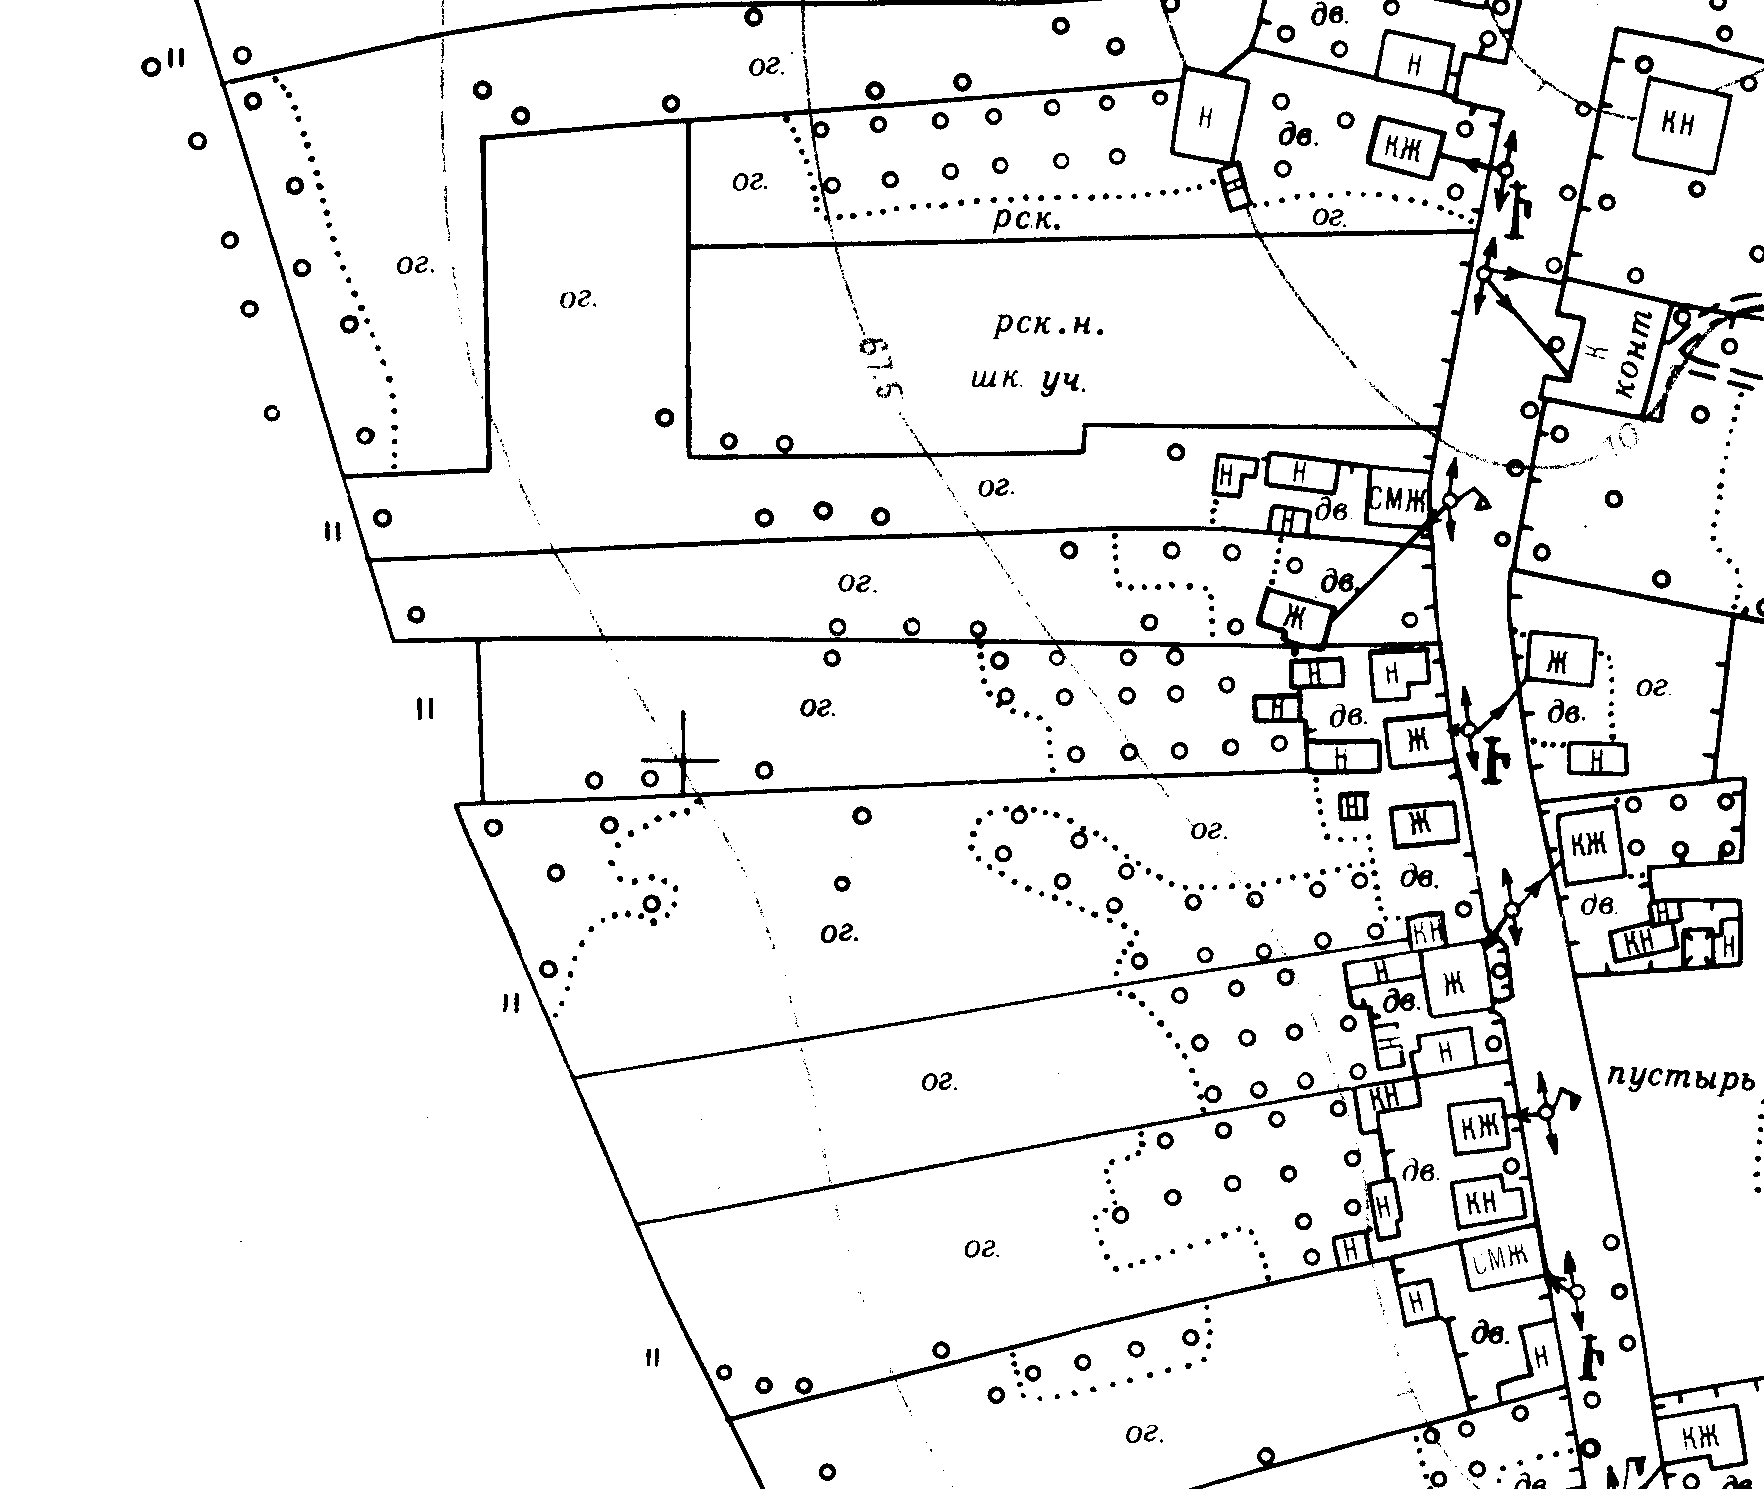 дв.
ог.
Н
КН
Н
дв.
КЖ
ог.
рск.
ог.
ог.
ог.
рск.н.
К
конт
67.5
шк. уч.
10
ог.
Н
Н
СМЖ
дв
Н
ог.
дв.
Ж
Ж
Н
Н
ог.
ог.
Н
дв.
дв.
Ж
Н
Н
Н
Ж
ог.
КЖ
дв.
ог.
КН
дв.
Н
КН
Н
Н
Ж
дв.
Н
Н
ог.
пустырь
КН
КЖ
дв.
Н
КН
ог.
Н
СМЖ
Н
дв.
Н
ог.
КЖ
дв.
дв.